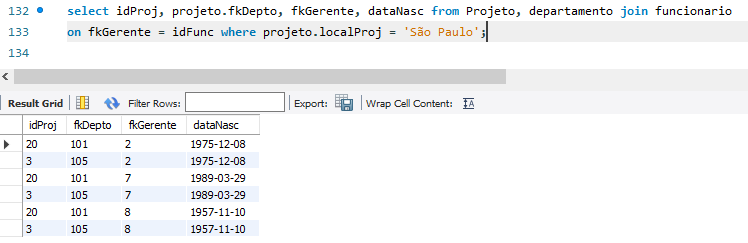 132 select idProj, projeto.fkDepto, fkGerente, dataNasc from Projeto, departamento join funcionario
133 on fkGerente = idFunc where projeto.localProj = 'São Paulo';
134
Result Grid Filter Rows: Export: Wrap Cell Content:
idProj fkDepto fkGerente dataNasc
20 101 2 1975-12-08
3 105 2 1975-12-08
20 101 7 1989-03-29
3 105 7 1989-03-29
20 101 8 1957-11-10
3 105 8 1957-11-10